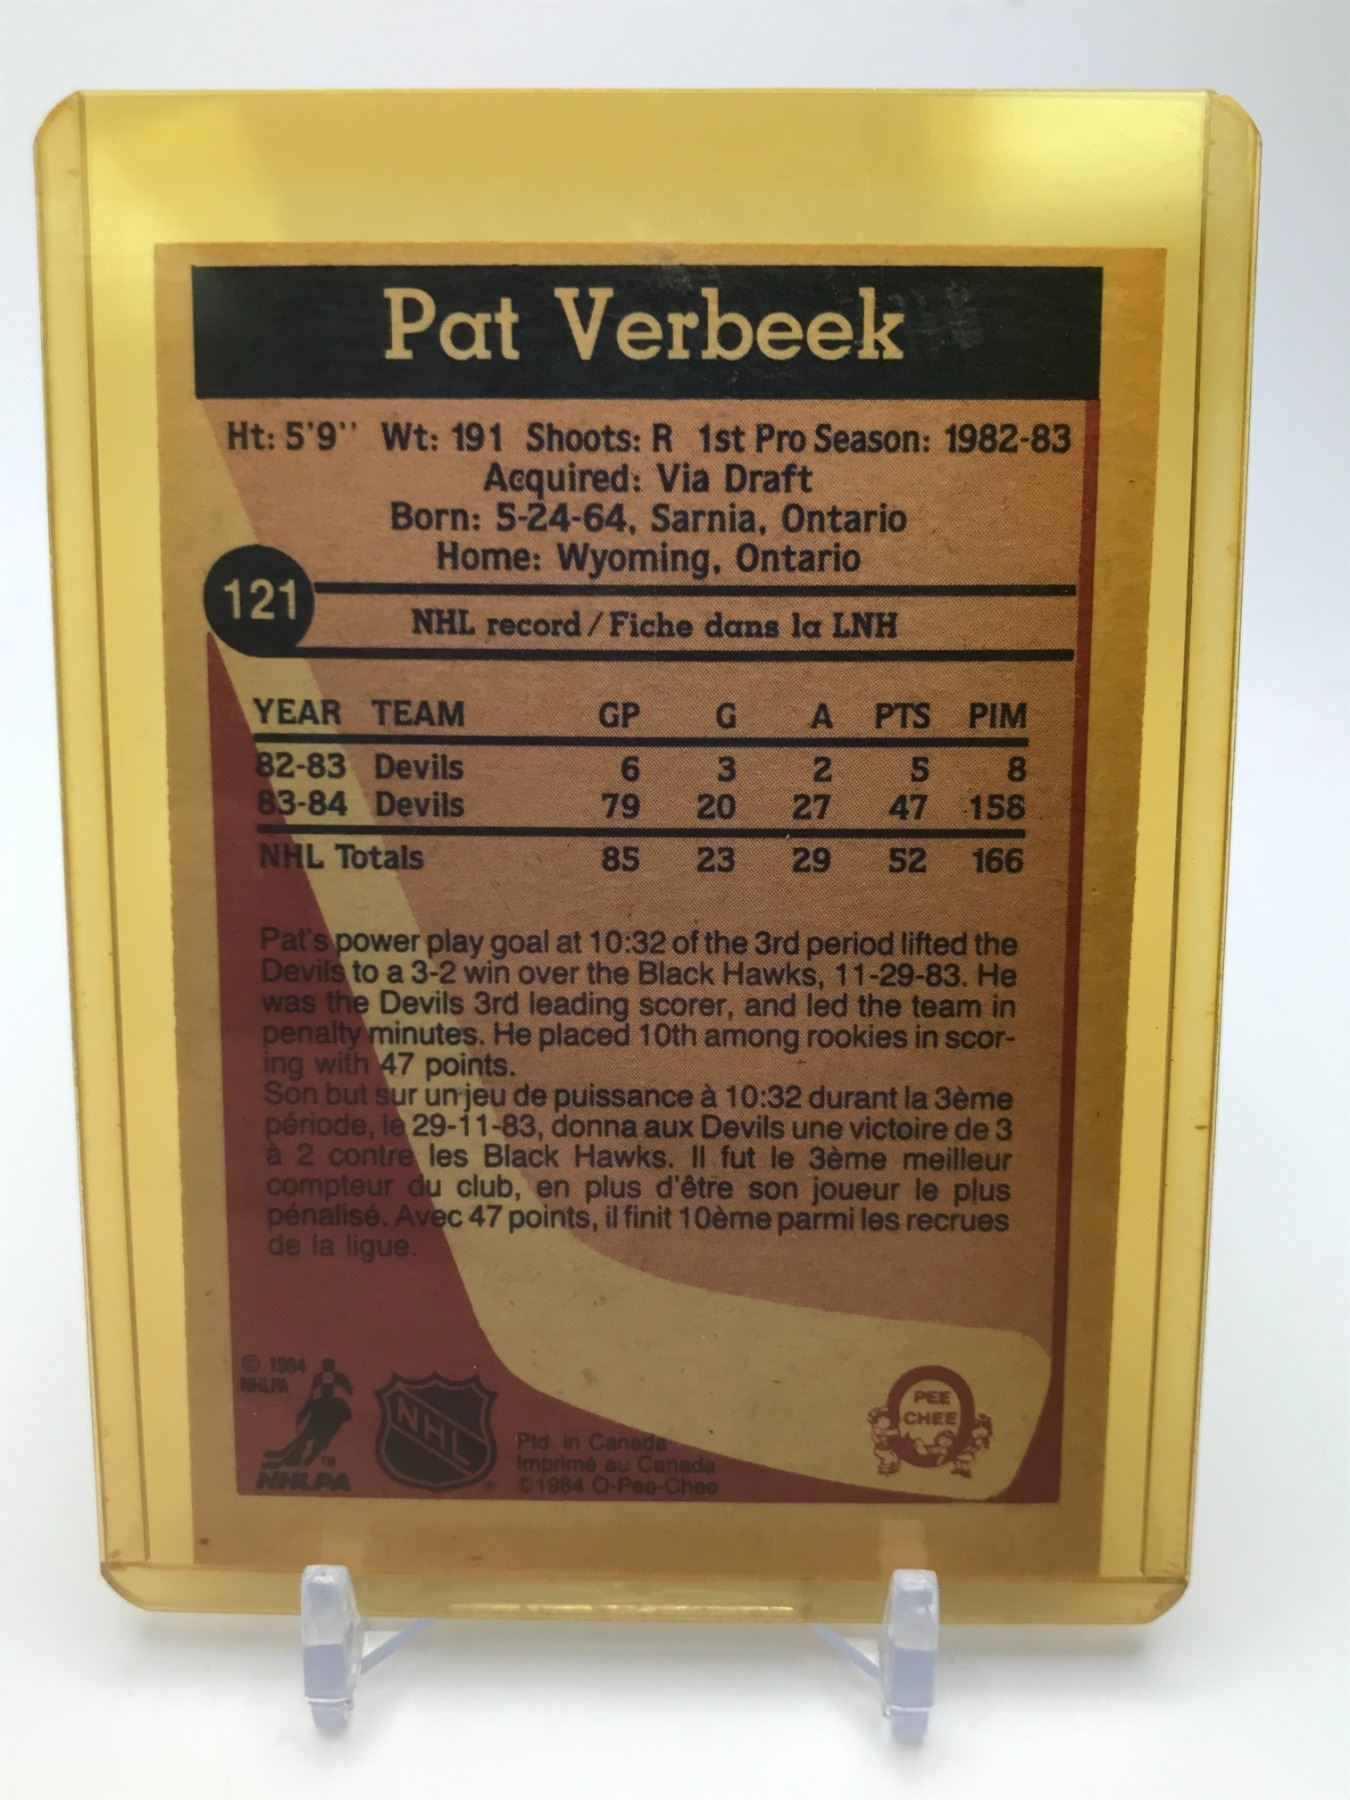 Pat Verbeek
Ht: 5'9'' Wt: 191 Shoots: R 1st Pro Season: 1982-83
Acquired: Via Draft
Born: 5-24-64, Sarnia, Ontario
Home: Wyoming, Ontario
121
NHL record/Fiche dans la LNH
YEAR TEAM GP G A PTS PIM
82-83 Devils 6 3 2 5 8
83-84 Devils 79 20 27 47 158
NHL Totals 85 23 29 52 166
Pat's power play goal at 10:32 of the 3rd period lifted the
Devils to a 3-2 win over the Black Hawks, 11-29-83. He
was the Devils 3rd leading scorer, and led the team in
penalty minutes. He placed 10th among rookies in scor-
ing with 47 points.
Son but sur un jeu de puissance à 10:32 durant la 3ème
période, le 29-11-83, donna aux Devils une victoire de 3
à 2 contre les Black Hawks. Il fut le 3ème meilleur
compteur du club, en plus d'être son joueur le plus
pénalisé. Avec 47 points, il finit 10ème parmi les recrues
de la ligue.
© 1984
NHLPA
TM
NHLPA
NHL
®
Ptd. in Canada
Imprimé au Canada
©1984 O-Pee-Chee
PEE
CHEE